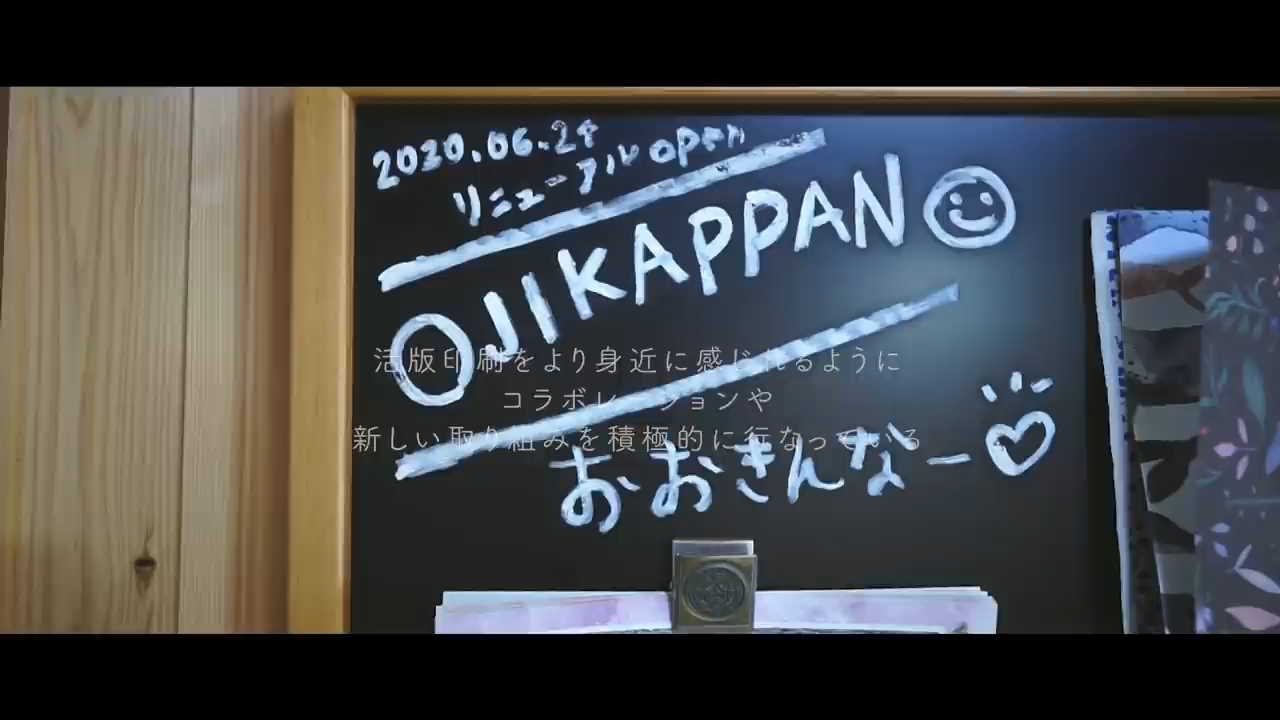 2020.06.24
リニューアルopen
OJIKAPPAN
活版印刷をより身近に感じれるように
コラボレーションや
新しい取り組みを積極的に行なっている
おおきんなー